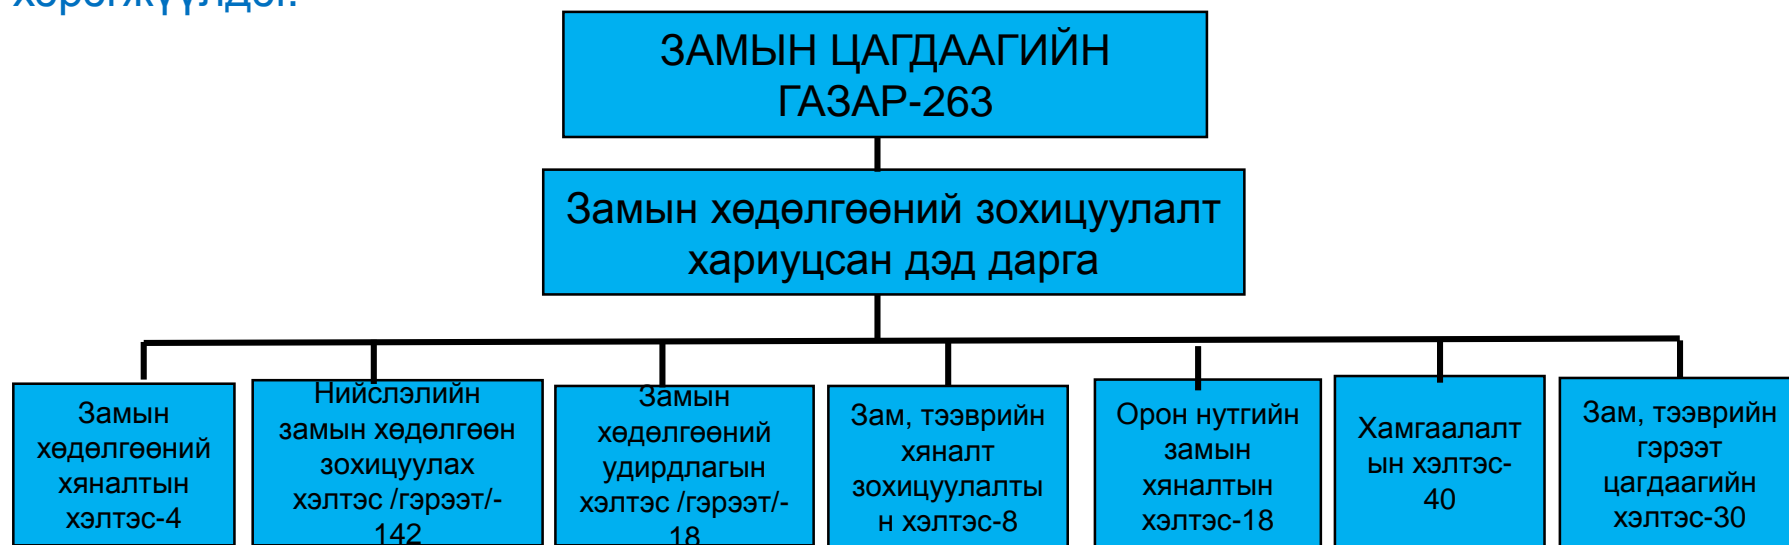 хэрэгжүүлдэг.
ЗАМЫН ЦАГДААГИЙН
ГАЗАР-263
Замын хөдөлгөөний зохицуулалт
хариуцсан дэд дарга
Замын
хөдөлгөөний
хяналтын
хэлтэс-4
Нийслэлийн
замын хөдөлгөөн
зохицуулах
хэлтэс /гэрээт/-
142
Замын
хөдөлгөөний
удирдлагын
хэлтэс /гэрээт/-
18
Зам, тээврийн
хяналт
зохицуулалты
н хэлтэс-8
Орон нутгийн
замын
хяналтын
хэлтэс-18
Хамгаалалт
ын хэлтэс-
40
Зам, тээврийн
гэрээт
цагдаагийн
хэлтэс-30